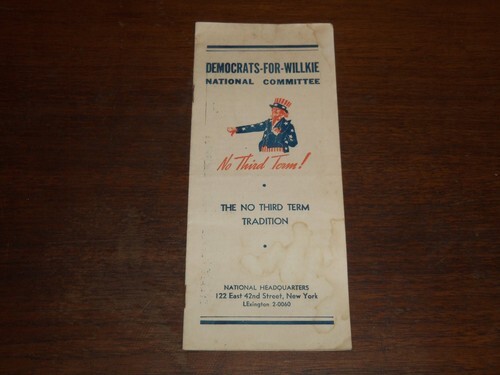 DEMOCRATS-FOR-WILLKIE
NATIONAL COMMITTEE
No Third Term!
THE NO THIRD TERM
TRADITION
NATIONAL HEADQUARTERS
122 East 42nd Street, New York
LExington 2-0060